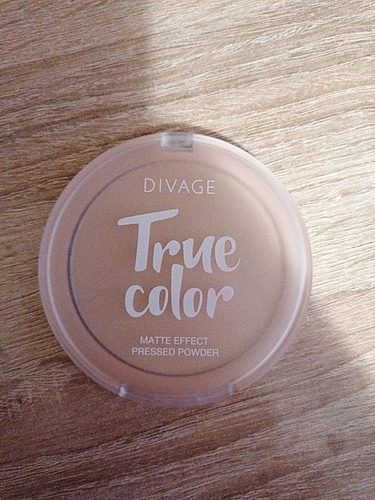 DIVAGE
True
color
MATTE EFFECT
PRESSED POWDER